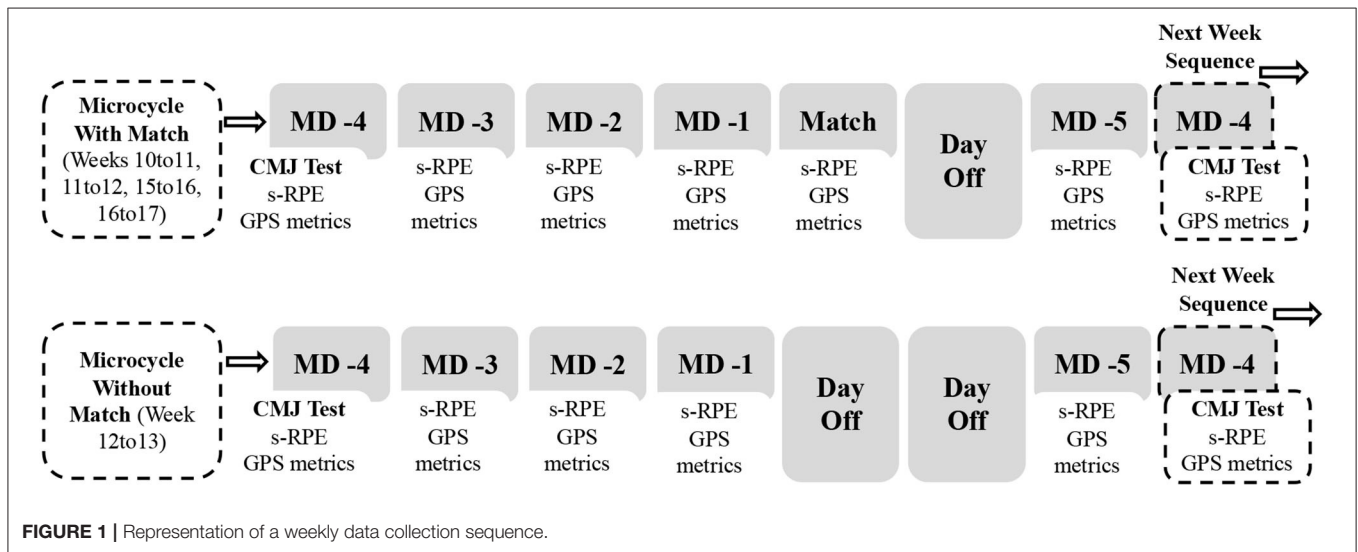 Next Week
Sequence
Microcycle
With Match
(Weeks 10to11,
11to12, 15to16,
16to17)
MD -4
CMJ Test
s-RPE
GPS metrics
MD -3
s-RPE
GPS
metrics
MD -2
s-RPE
GPS
metrics
MD -1
s-RPE
GPS
metrics
Match
s-RPE
GPS
metrics
Day
Off
MD -5
s-RPE
GPS
metrics
MD -4
CMJ Test
s-RPE
GPS metrics
Next Week
Sequence
Microcycle
Without
Match (Week
12to13)
MD -4
CMJ Test
s-RPE
GPS metrics
MD -3
s-RPE
GPS
metrics
MD -2
s-RPE
GPS
metrics
MD -1
s-RPE
GPS
metrics
Day
Off
Day
Off
MD -5
s-RPE
GPS
metrics
MD -4
CMJ Test
s-RPE
GPS metrics
FIGURE 1 | Representation of a weekly data collection sequence.